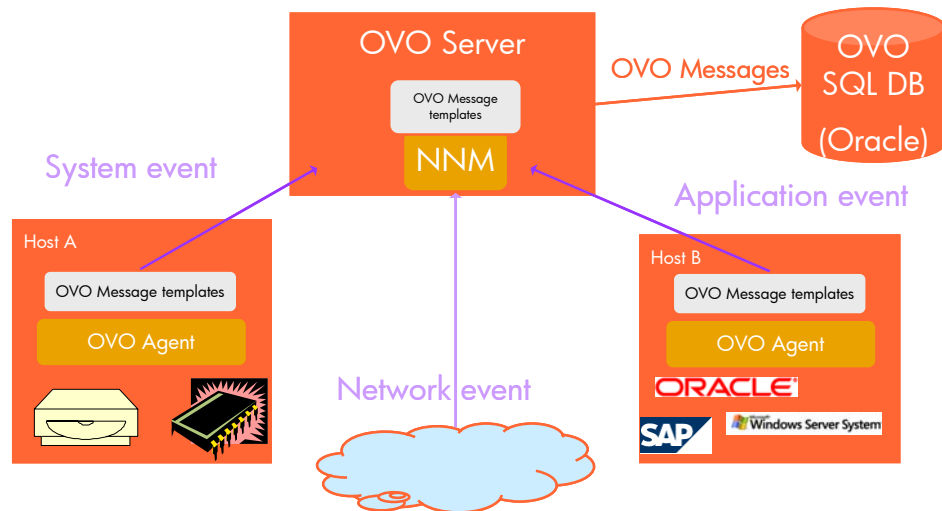 OVO Server
OVO Message
templates
NNM
OVO Messages
OVO
SQL DB
(Oracle)
System event
Application event
Network event
Host A
OVO Message templates
OVO Agent
Host B
OVO Message templates
OVO Agent
ORACLE®
SAP
Microsoft
Windows Server System